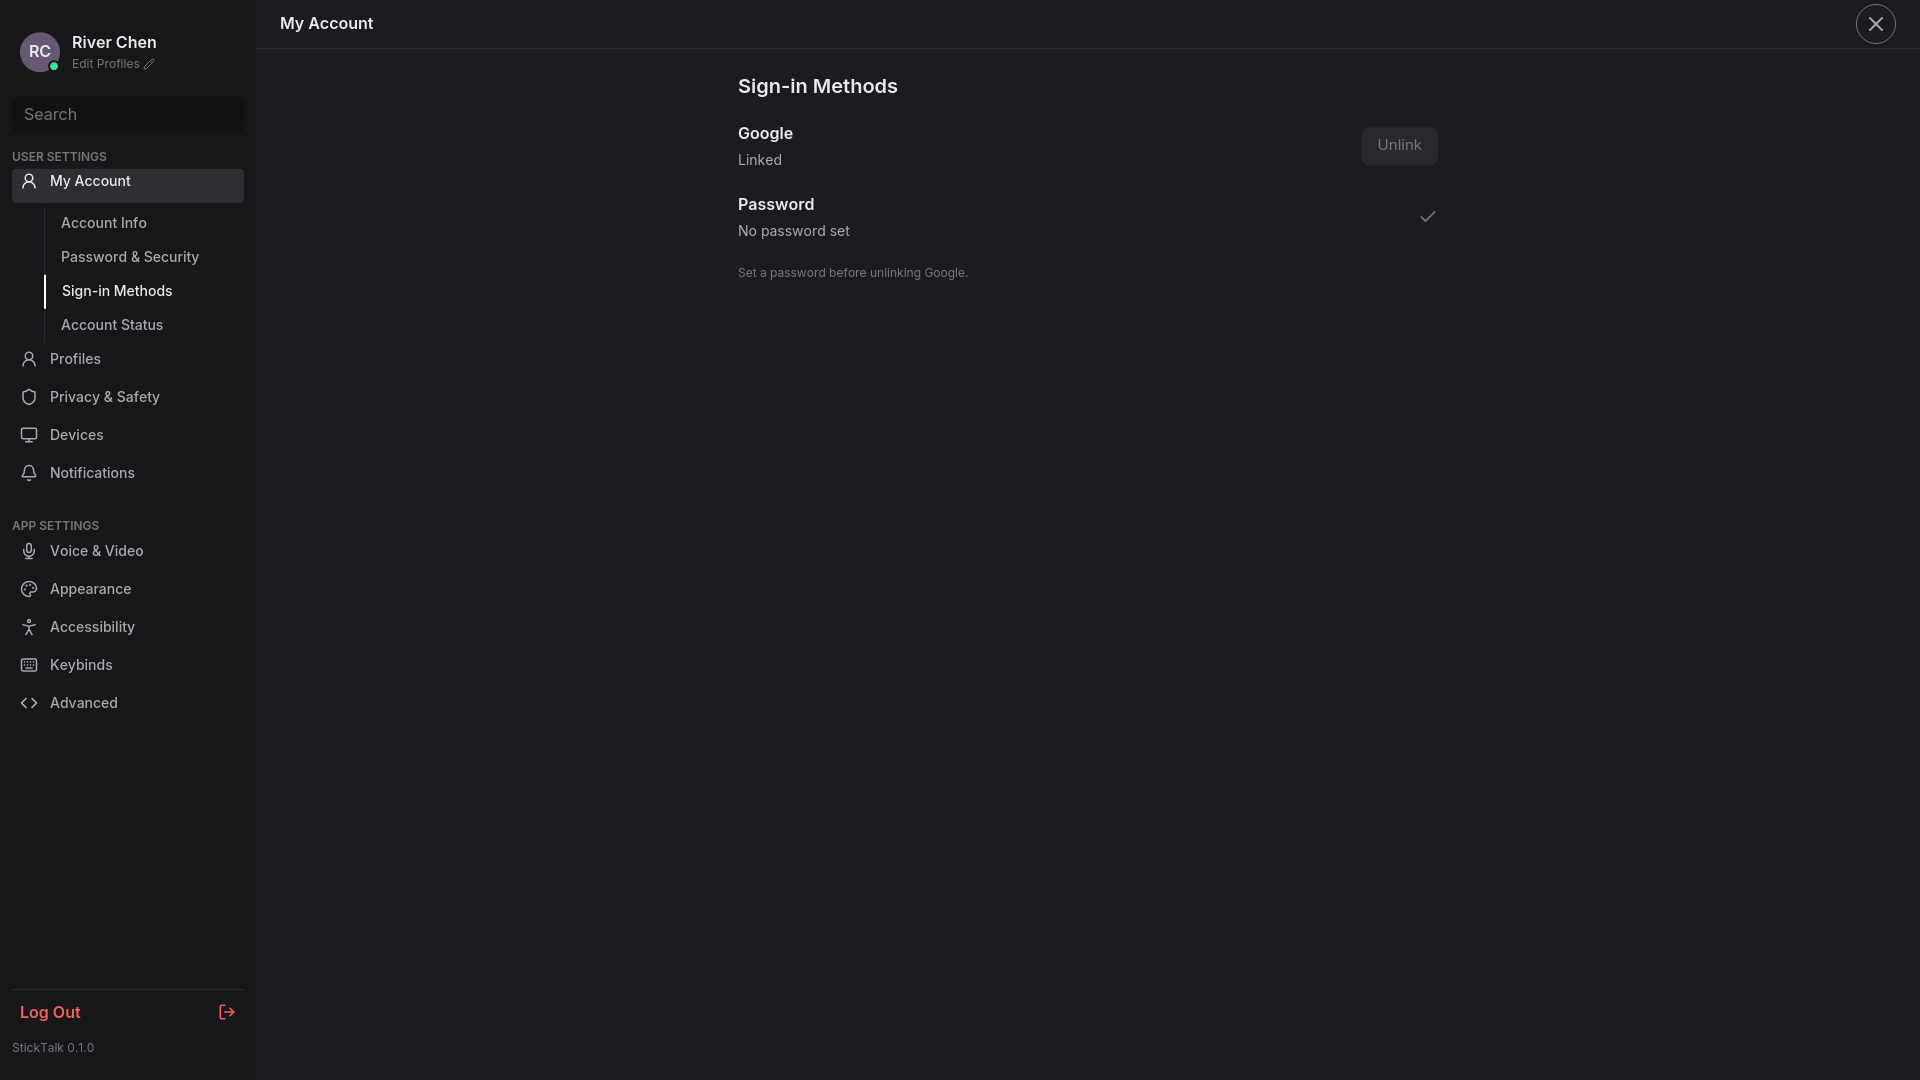 RC
River Chen
Edit Profiles
Search
USER SETTINGS
My Account
Account Info
Password & Security
Sign-in Methods
Account Status
Profiles
Privacy & Safety
Devices
Notifications
APP SETTINGS
Voice & Video
Appearance
Accessibility
Keybinds
Advanced
Log Out
StickTalk 0.1.0
My Account
Sign-in Methods
Google
Linked
Unlink
Password
No password set
Set a password before unlinking Google.